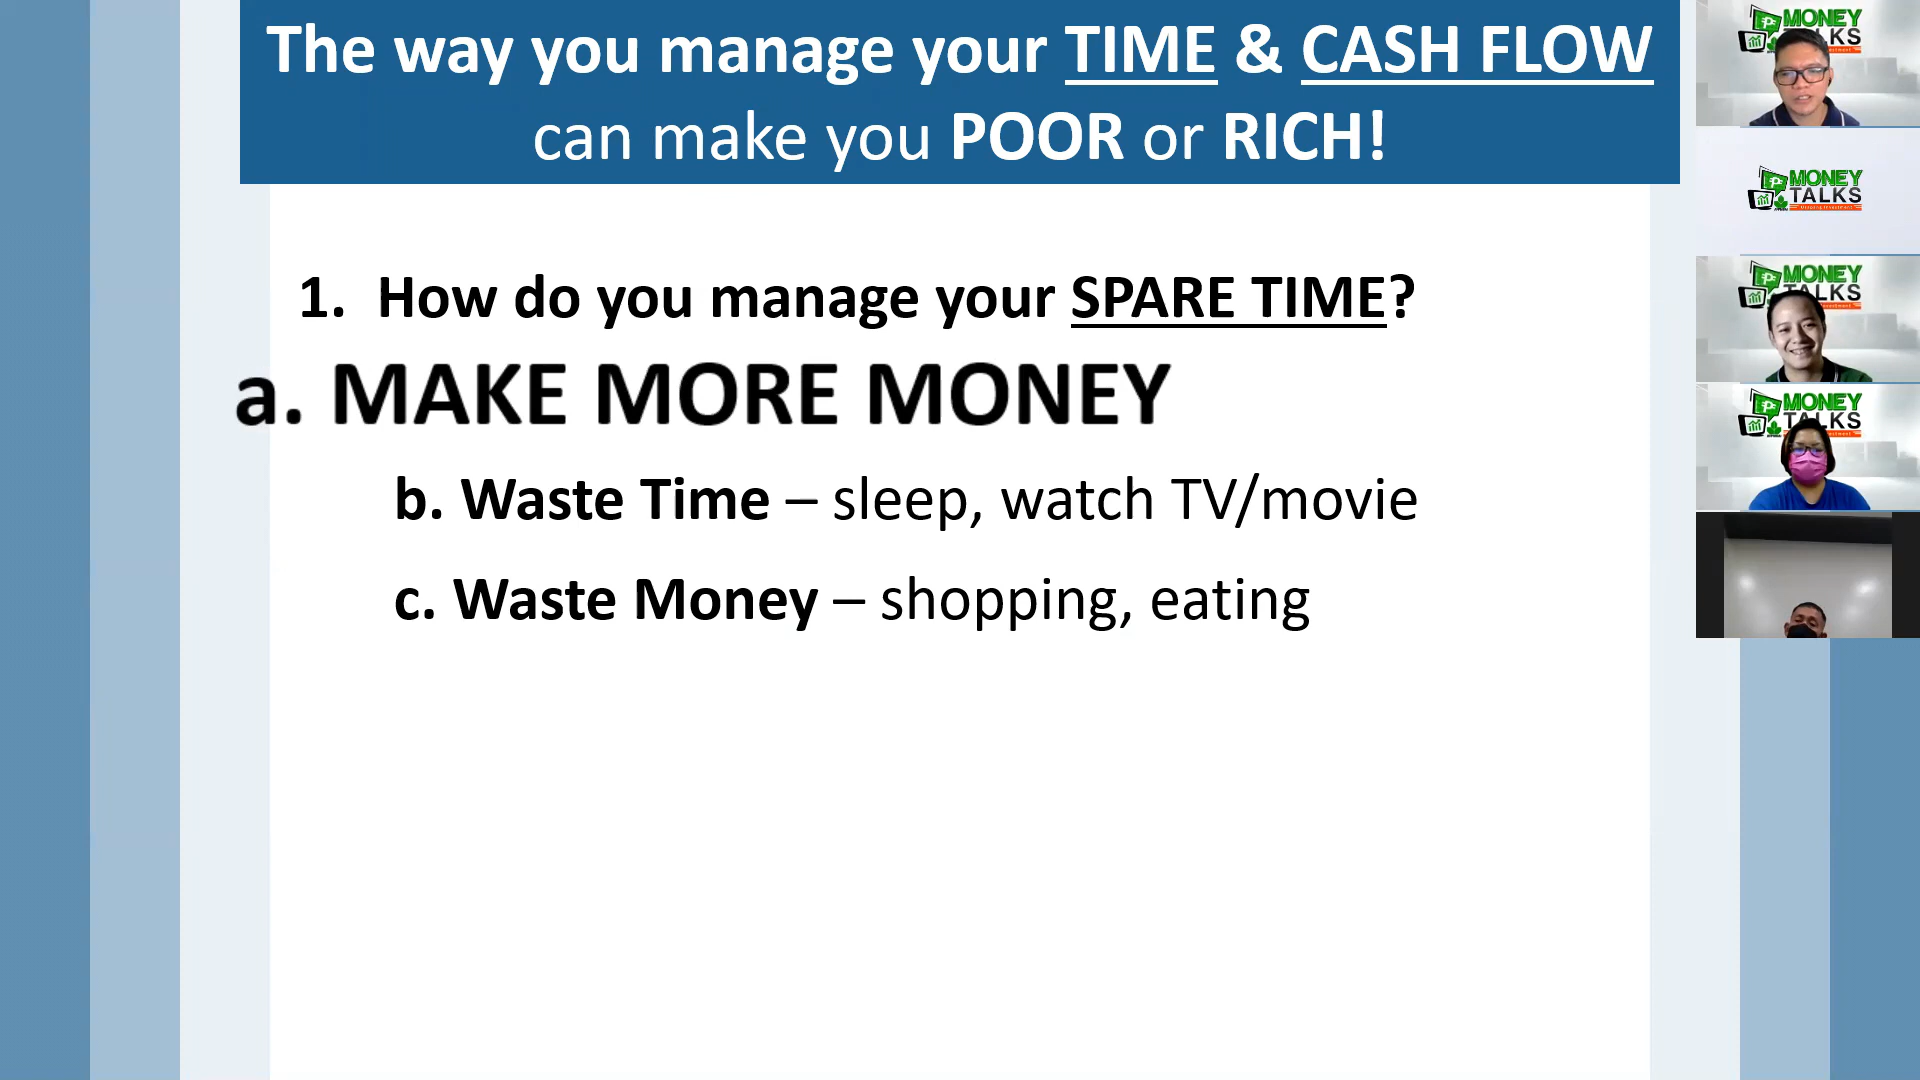 The way you manage your TIME & CASH FLOW
can make you POOR or RICH!
1. How do you manage your SPARE TIME?
a. MAKE MORE MONEY
b. Waste Time – sleep, watch TV/movie
c. Waste Money – shopping, eating
MONEY
MONEY
TALKS
MONEY
TALKS
MONEY
TALKS